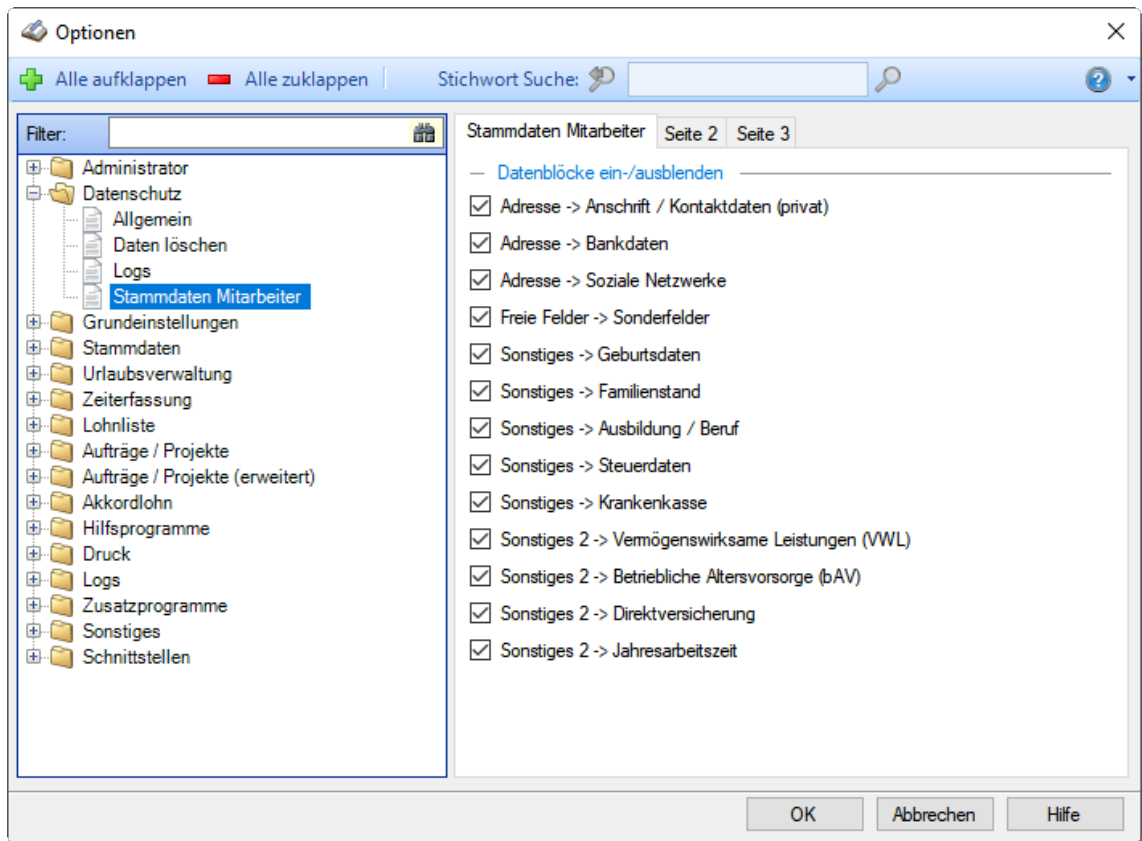 Optionen
Alle aufklappen Alle zuklappen Stichwort Suche:
Filter:
Administrator
Datenschutz
Allgemein
Daten löschen
Logs
Stammdaten Mitarbeiter
Grundeinstellungen
Stammdaten
Urlaubsverwaltung
Zeiterfassung
Lohnliste
Aufträge / Projekte
Aufträge / Projekte (erweitert)
Akkordlohn
Hilfsprogramme
Druck
Logs
Zusatzprogramme
Sonstiges
Schnittstellen
Stammdaten Mitarbeiter Seite 2 Seite 3
Datenblöcke ein-/ausblenden
Adresse -> Anschrift / Kontaktdaten (privat)
Adresse -> Bankdaten
Adresse -> Soziale Netzwerke
Freie Felder -> Sonderfelder
Sonstiges -> Geburtsdaten
Sonstiges -> Familienstand
Sonstiges -> Ausbildung / Beruf
Sonstiges -> Steuerdaten
Sonstiges -> Krankenkasse
Sonstiges 2 -> Vermögenswirksame Leistungen (VWL)
Sonstiges 2 -> Betriebliche Altersvorsorge (bAV)
Sonstiges 2 -> Direktversicherung
Sonstiges 2 -> Jahresarbeitszeit
OK Abbrechen Hilfe